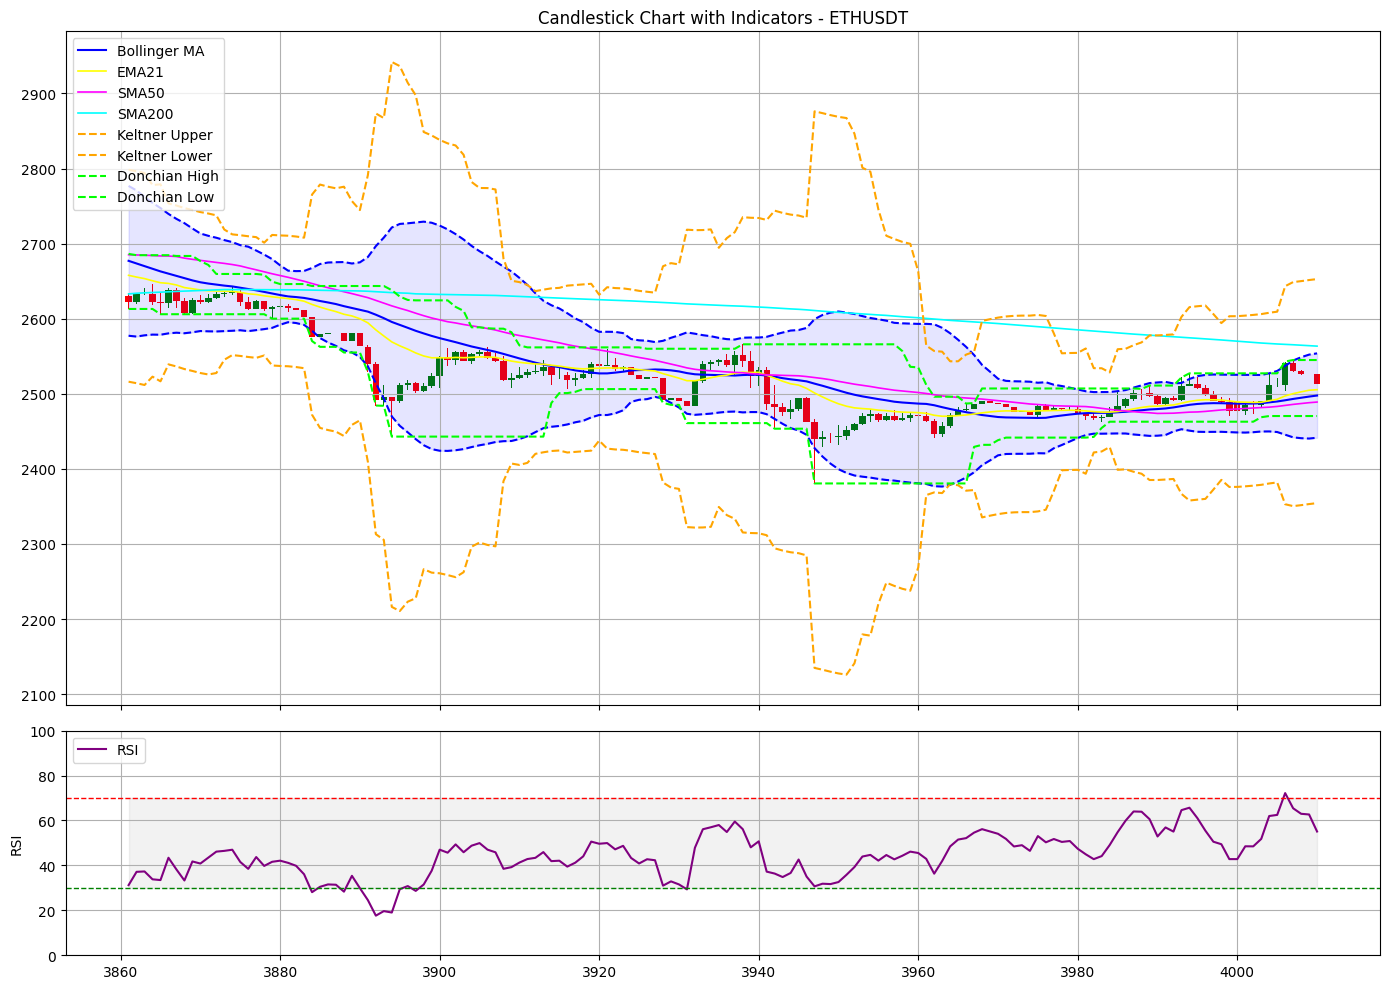 Candlestick Chart with Indicators - ETHUSDT
Bollinger MA
EMA21
SMA50
SMA200
Keltner Upper
Keltner Lower
Donchian High
Donchian Low
2900
2800
2700
2600
2500
2400
2300
2200
2100
RSI
100
80
60
40
20
0
RSI
3860
3880
3900
3920
3940
3960
3980
4000